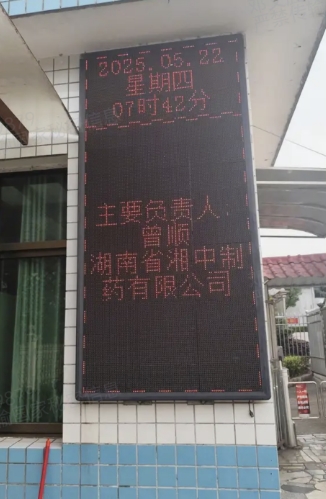 2025.05.22
星期四
07时42分
主要负责人:
曾顺
湖南省湘中制
药有限公司